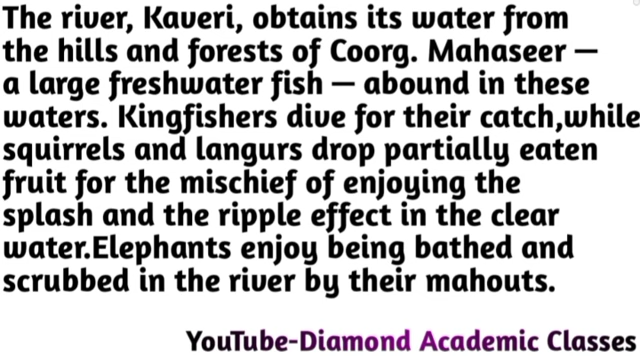 The river, Kaveri, obtains its water from
the hills and forests of Coorg. Mahaseer —
a large freshwater fish — abound in these
waters. Kingfishers dive for their catch,while
squirrels and langurs drop partially eaten
fruit for the mischief of enjoying the
splash and the ripple effect in the clear
water.Elephants enjoy being bathed and
scrubbed in the river by their mahouts.
YouTube-Diamond Academic Classes